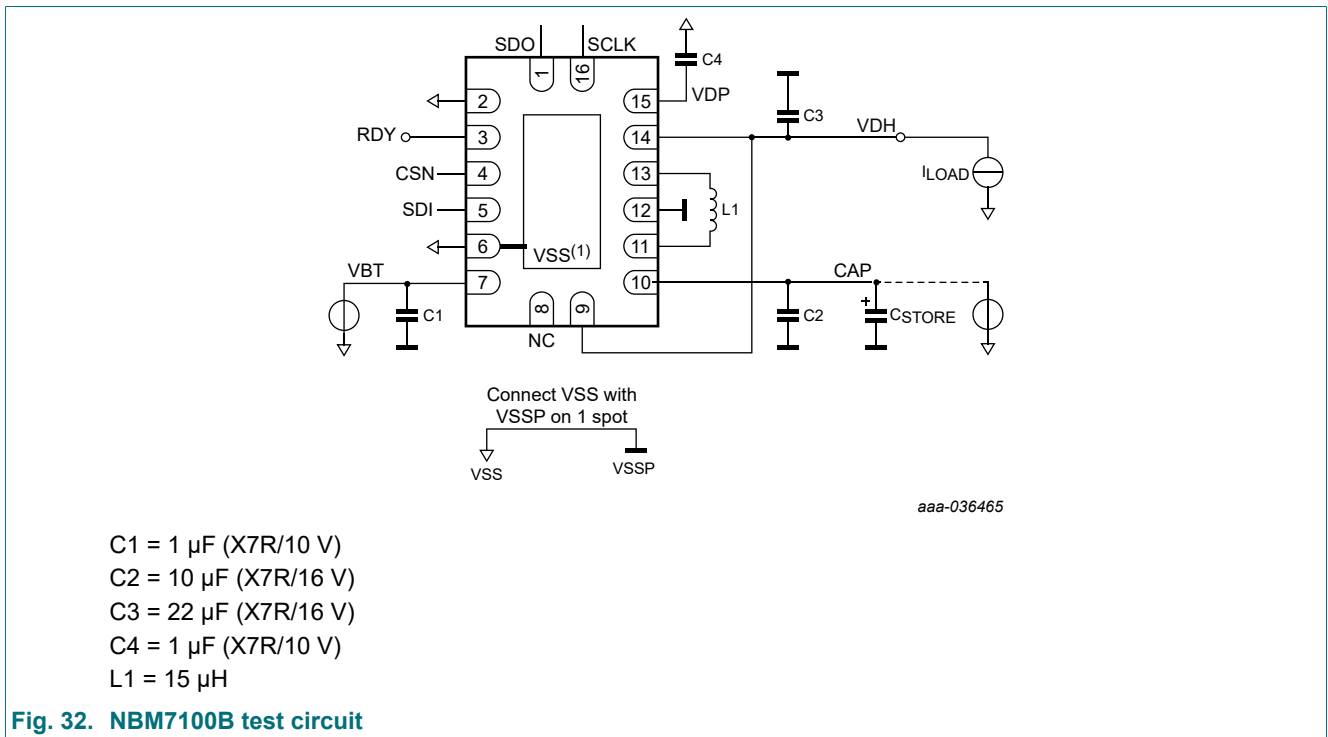 SDO SCLK
1 16
C4
2 15 VDP
C3
RDY 3 14 VDH
CSN 4 13 ILOAD
SDI 5 12 L1
6 VSS(1) 11
VBT 7 10 CAP
C1 8 9 C2 + CSTORE
NC
Connect VSS with
VSSP on 1 spot
VSS VSSP
aaa-036465
C1 = 1 µF (X7R/10 V)
C2 = 10 µF (X7R/16 V)
C3 = 22 µF (X7R/16 V)
C4 = 1 µF (X7R/10 V)
L1 = 15 µH
Fig. 32. NBM7100B test circuit